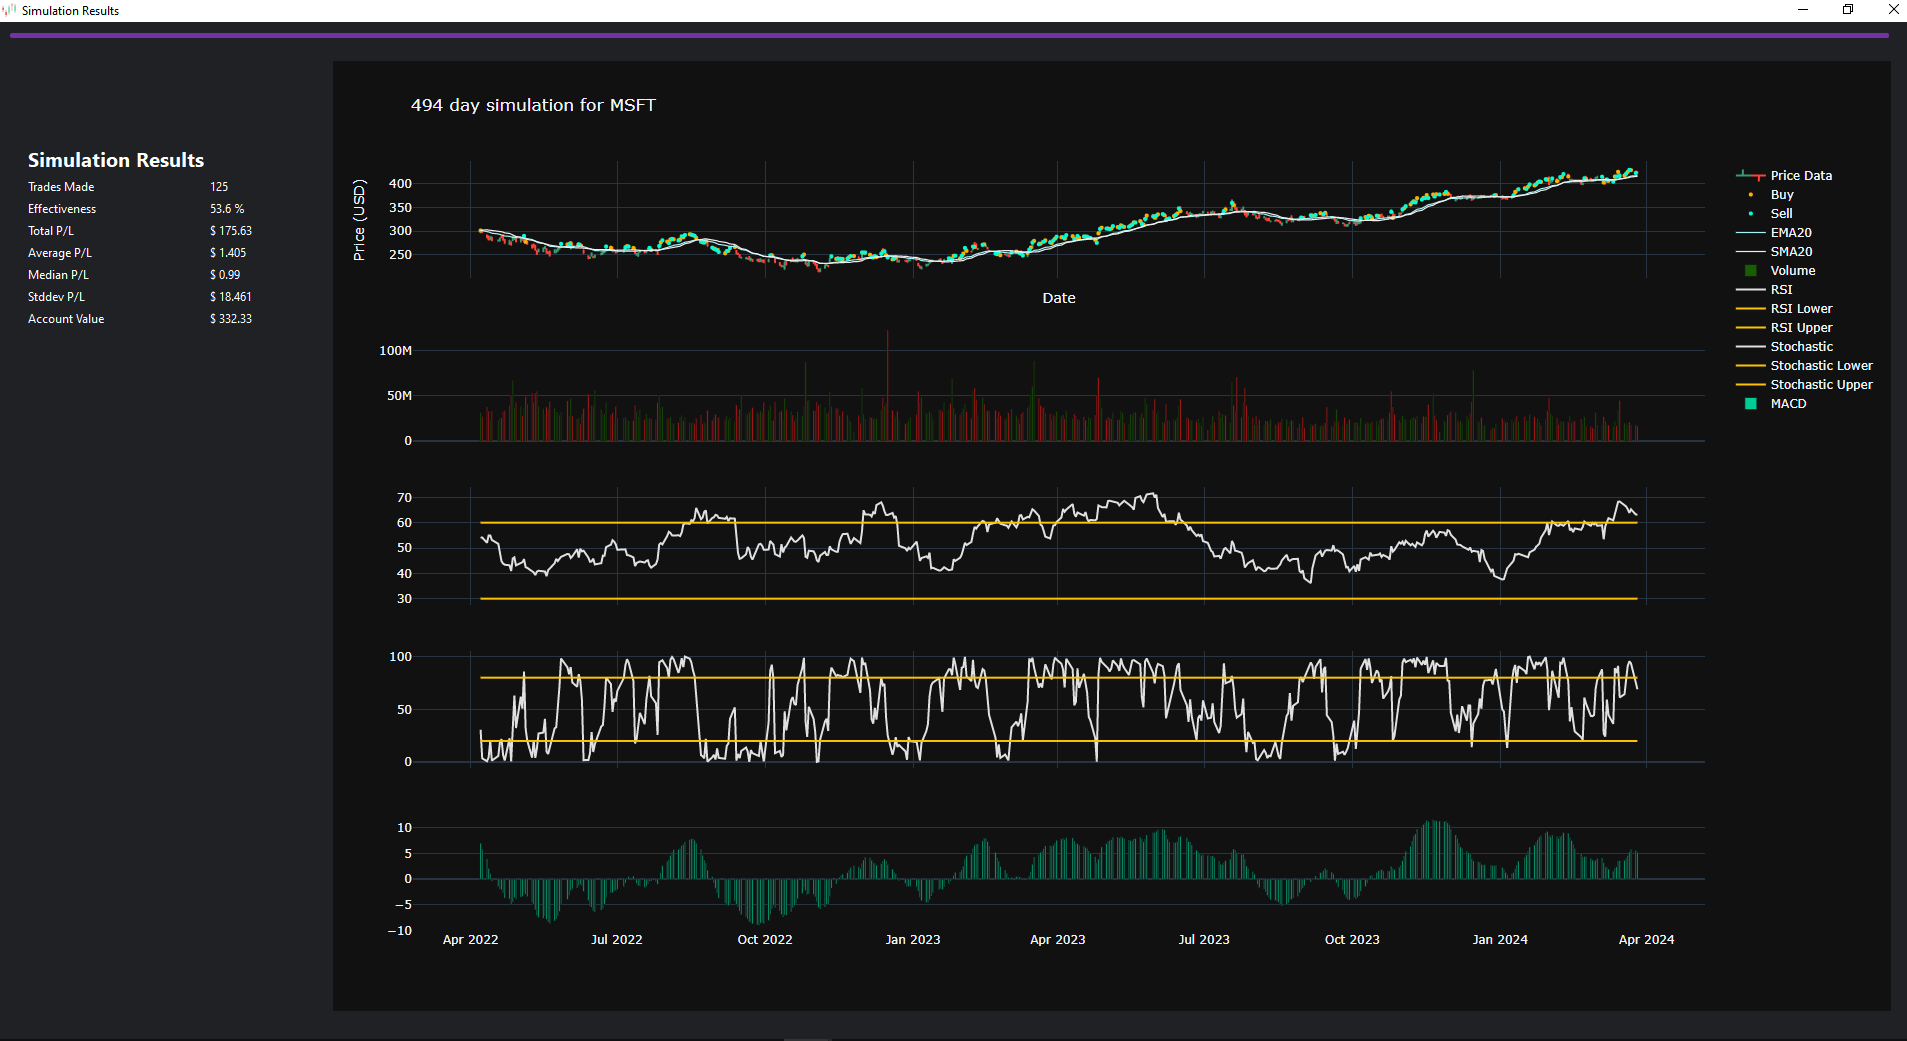 Simulation Results
494 day simulation for MSFT
Simulation Results
Trades Made 125
Effectiveness 53.6 %
Total P/L $ 175.63
Average P/L $ 1.405
Median P/L $ 0.99
Stddev P/L $ 18.461
Account Value $ 332.33
Price (USD)
400
350
300
250
Date
100M
50M
0
70
60
50
40
30
100
50
0
10
5
0
−5
−10
Apr 2022 Jul 2022 Oct 2022 Jan 2023 Apr 2023 Jul 2023 Oct 2023 Jan 2024 Apr 2024
Price Data
Buy
Sell
EMA20
SMA20
Volume
RSI
RSI Lower
RSI Upper
Stochastic
Stochastic Lower
Stochastic Upper
MACD